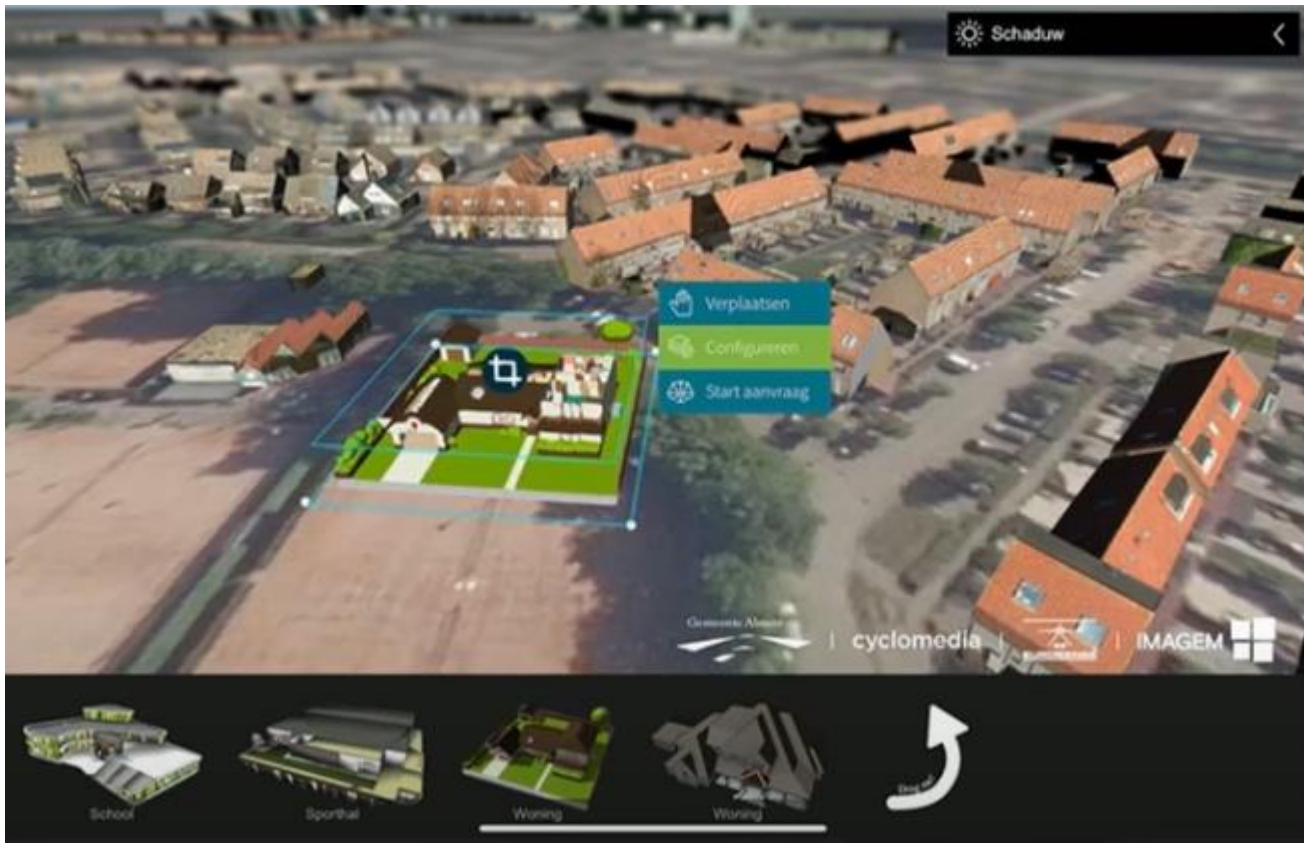 Schaduw
Verplaatsen
Configureren
Start aanvraag
Gemeente Almere
cyclomedia
IMAGEM
School
Sporthal
Woning
Woning